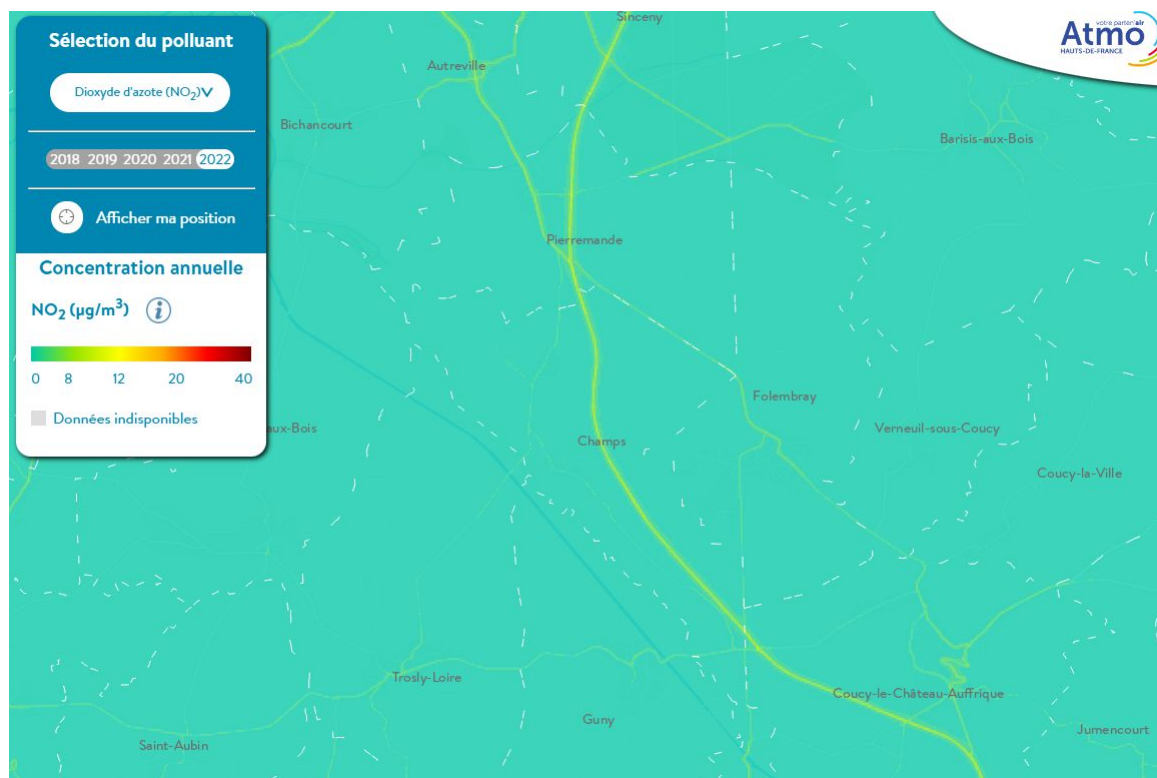 Sélection du polluant
Dioxyde d'azote (NO₂)
2018 2019 2020 2021 2022
Afficher ma position
Concentration annuelle
NO₂ (µg/m³) i
0 8 12 20 40
Données indisponibles
votre parten'air
Atmo
HAUTS-DE-FRANCE
Sinceny
Autreville
Bichancourt
Barisis-aux-Bois
Pierremande
Folembray
aux-Bois
Champs
Verneuil-sous-Coucy
Coucy-la-Ville
Trosly-Loire
Coucy-le-Château-Auffrique
Guny
Jumencourt
Saint-Aubin